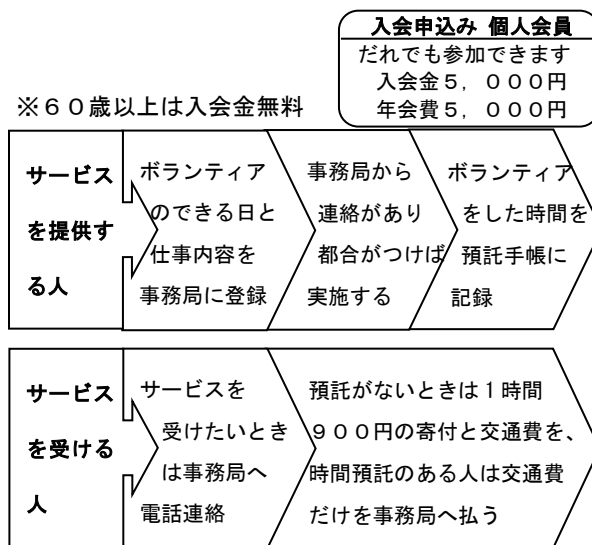 入会申込み 個人会員
だれでも参加できます
入会金５，０００円
年会費５，０００円
※６０歳以上は入会金無料
サービス
を提供す
る人
ボランティア
のできる日と
仕事内容を
事務局に登録
事務局から
連絡があり
都合がつけば
実施する
ボランティア
をした時間を
預託手帳に
記録
サービス
を受ける
人
サービスを
受けたいとき
は事務局へ
電話連絡
預託がないときは１時間
９００円の寄付と交通費を、
時間預託のある人は交通費
だけを事務局へ払う